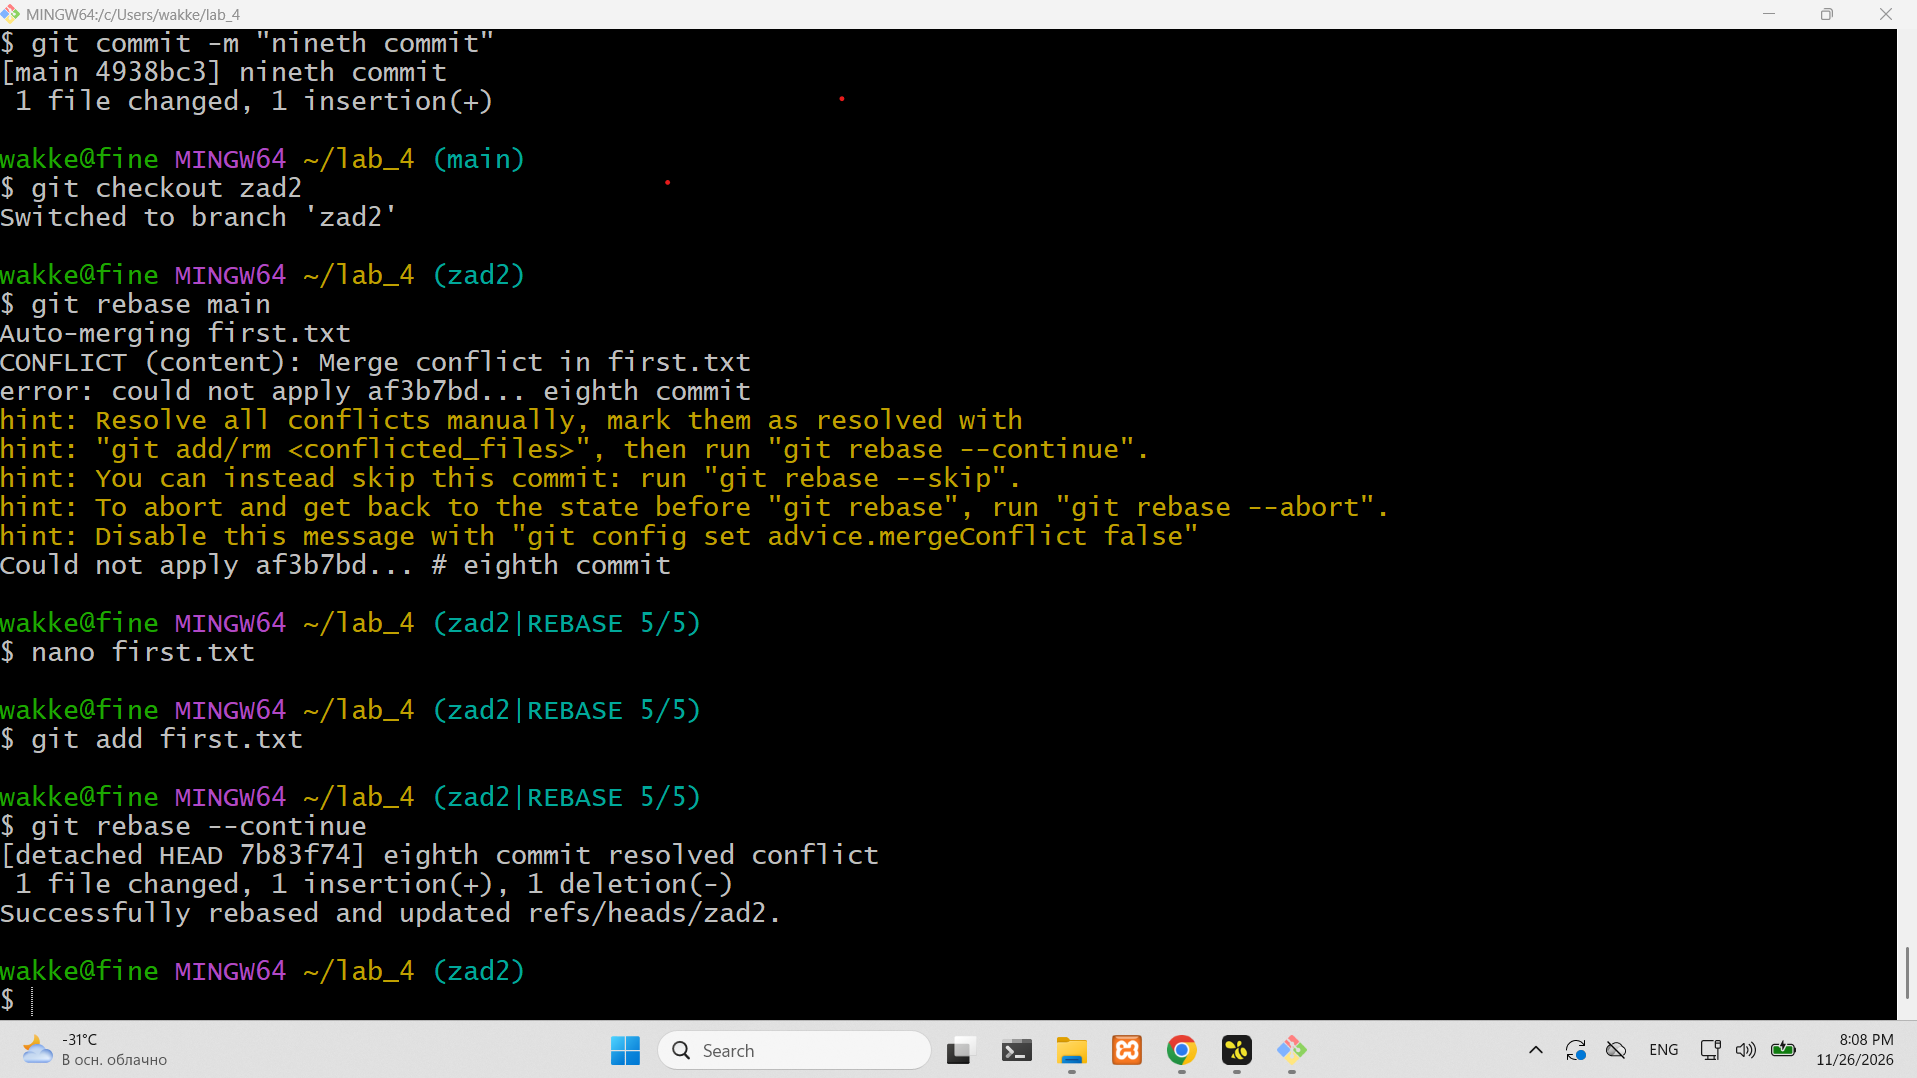 MINGW64:/c/Users/wakke/lab_4
$ git commit -m "nineth commit"
[main 4938bc3] nineth commit
 1 file changed, 1 insertion(+)
wakke@fine MINGW64 ~/lab_4 (main)
$ git checkout zad2
Switched to branch 'zad2'
wakke@fine MINGW64 ~/lab_4 (zad2)
$ git rebase main
Auto-merging first.txt
CONFLICT (content): Merge conflict in first.txt
error: could not apply af3b7bd... eighth commit
hint: Resolve all conflicts manually, mark them as resolved with
hint: "git add/rm <conflicted_files>", then run "git rebase --continue".
hint: You can instead skip this commit: run "git rebase --skip".
hint: To abort and get back to the state before "git rebase", run "git rebase --abort".
hint: Disable this message with "git config set advice.mergeConflict false"
Could not apply af3b7bd... # eighth commit
wakke@fine MINGW64 ~/lab_4 (zad2|REBASE 5/5)
$ nano first.txt
wakke@fine MINGW64 ~/lab_4 (zad2|REBASE 5/5)
$ git add first.txt
wakke@fine MINGW64 ~/lab_4 (zad2|REBASE 5/5)
$ git rebase --continue
[detached HEAD 7b83f74] eighth commit resolved conflict
 1 file changed, 1 insertion(+), 1 deletion(-)
Successfully rebased and updated refs/heads/zad2.
wakke@fine MINGW64 ~/lab_4 (zad2)
$
-31°C
В осн. облачно
Search
ENG
8:08 PM
11/26/2026